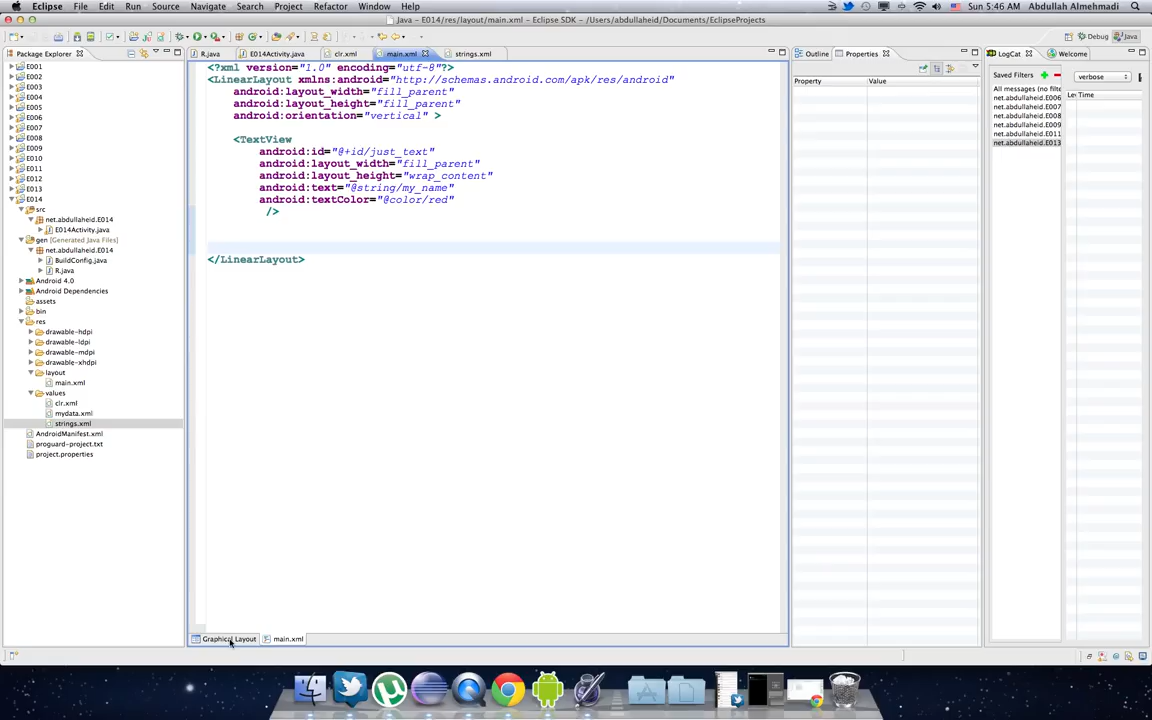 Eclipse File Edit Run Source Navigate Search Project Refactor Window Help
Sun 5:46 AM Abdullah Almehmadi
Java – E014/res/layout/main.xml – Eclipse SDK – /Users/abdullaheid/Documents/EclipseProjects
Debug Java
Package Explorer
R.java E014Activity.java clr.xml main.xml strings.xml
Outline Properties
LogCat Welcome
E001
E002
E003
E004
E005
E006
E007
E008
E009
E010
E011
E012
E013
E014
src
net.abdullaheid.E014
E014Activity.java
gen [Generated Java Files]
net.abdullaheid.E014
BuildConfig.java
R.java
Android 4.0
Android Dependencies
assets
bin
res
drawable-hdpi
drawable-ldpi
drawable-mdpi
drawable-xhdpi
layout
main.xml
values
clr.xml
mydata.xml
strings.xml
AndroidManifest.xml
proguard-project.txt
project.properties
<?xml version="1.0" encoding="utf-8"?>
<LinearLayout xmlns:android="http://schemas.android.com/apk/res/android"
android:layout_width="fill_parent"
android:layout_height="fill_parent"
android:orientation="vertical" >
<TextView
android:id="@+id/just_text"
android:layout_width="fill_parent"
android:layout_height="wrap_content"
android:text="@string/my_name"
android:textColor="@color/red"
/>
</LinearLayout>
Graphical Layout main.xml
Property Value
Saved Filters
verbose
All messages (no filte
net.abdullaheid.E006
net.abdullaheid.E007
net.abdullaheid.E008
net.abdullaheid.E009
net.abdullaheid.E011
net.abdullaheid.E013
Le Time